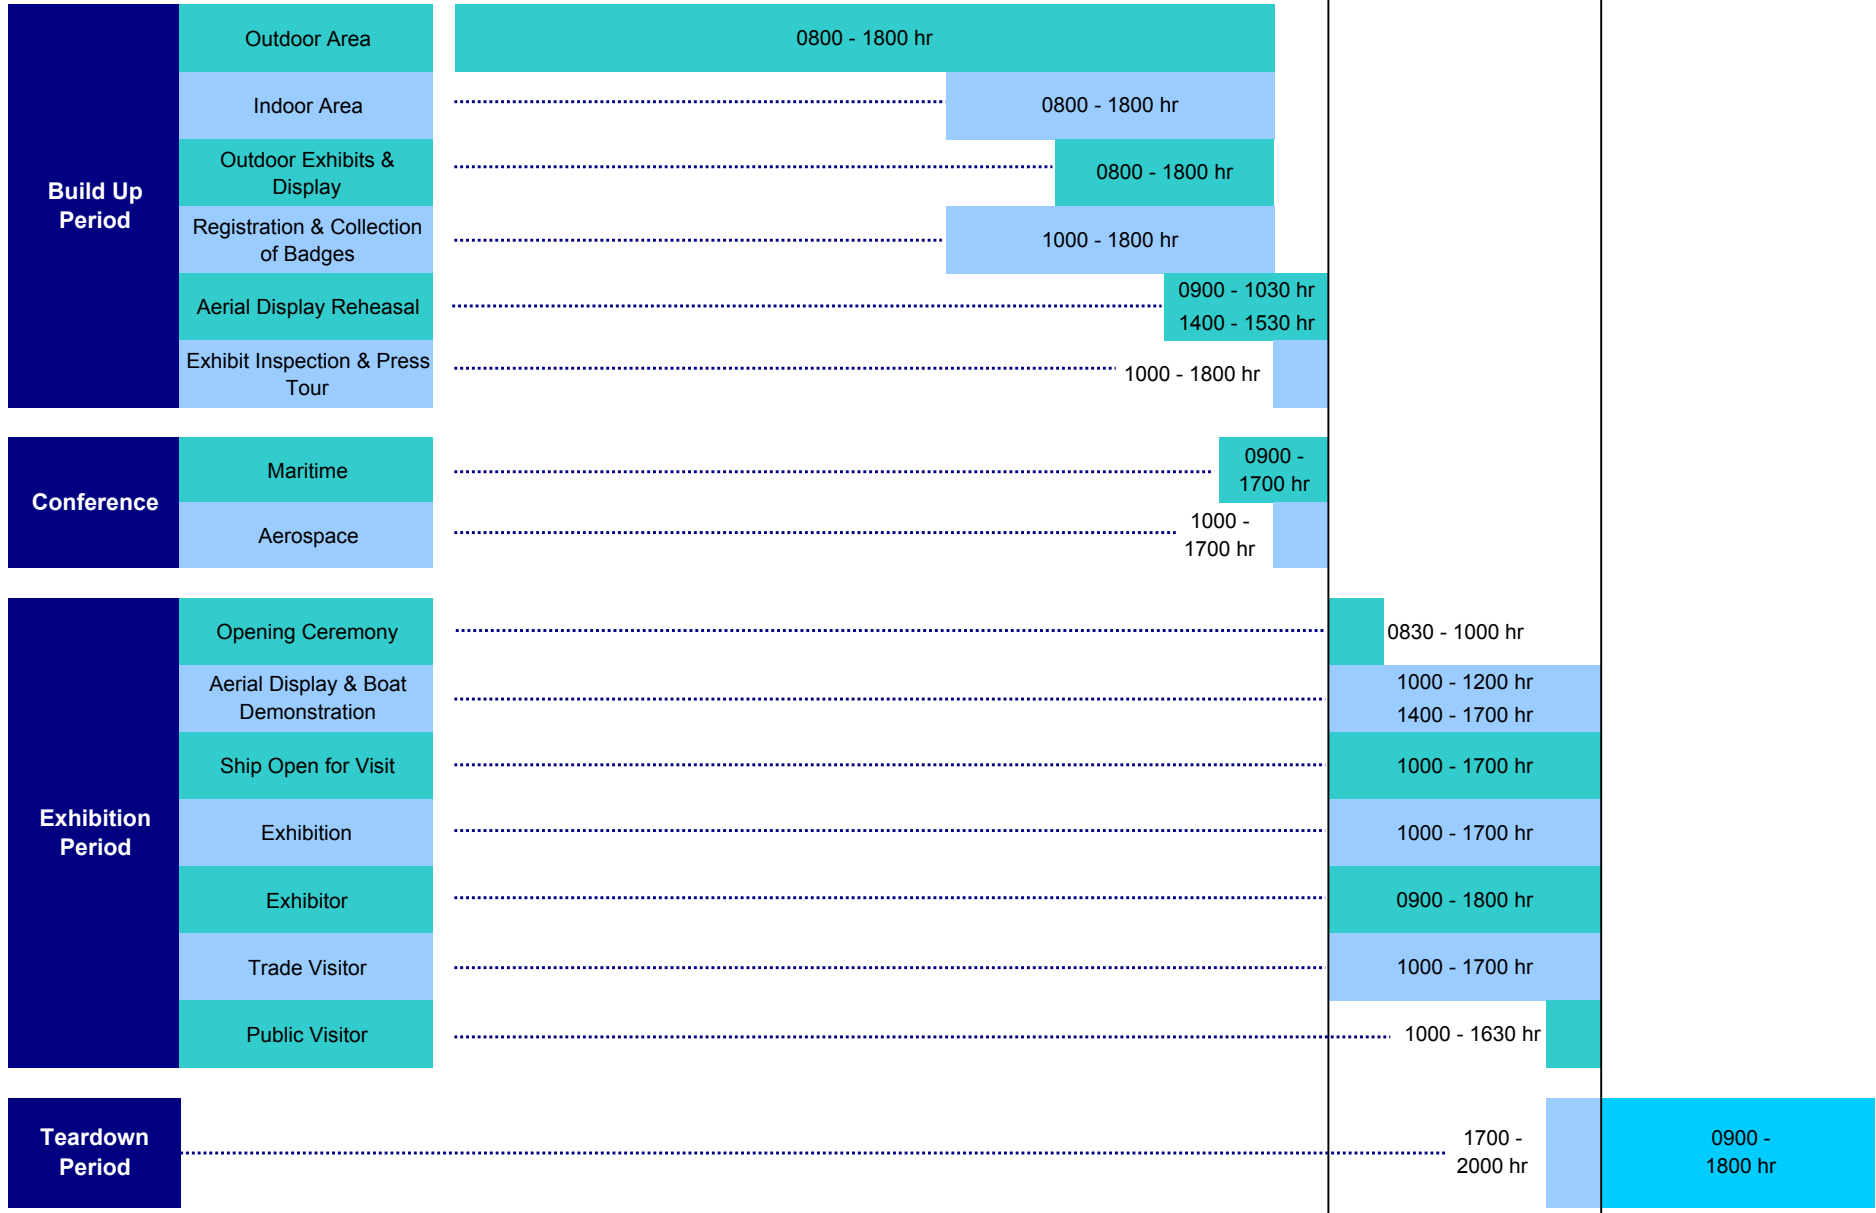 Build Up
Period
Outdoor Area
0800 - 1800 hr
Indoor Area
0800 - 1800 hr
Outdoor Exhibits &
Display
0800 - 1800 hr
Registration & Collection
of Badges
1000 - 1800 hr
Aerial Display Reheasal
0900 - 1030 hr
1400 - 1530 hr
Exhibit Inspection & Press
Tour
1000 - 1800 hr
Conference
Maritime
0900 -
1700 hr
Aerospace
1000 -
1700 hr
Exhibition
Period
Opening Ceremony
0830 - 1000 hr
Aerial Display & Boat
Demonstration
1000 - 1200 hr
1400 - 1700 hr
Ship Open for Visit
1000 - 1700 hr
Exhibition
1000 - 1700 hr
Exhibitor
0900 - 1800 hr
Trade Visitor
1000 - 1700 hr
Public Visitor
1000 - 1630 hr
Teardown
Period
1700 -
2000 hr
0900 -
1800 hr